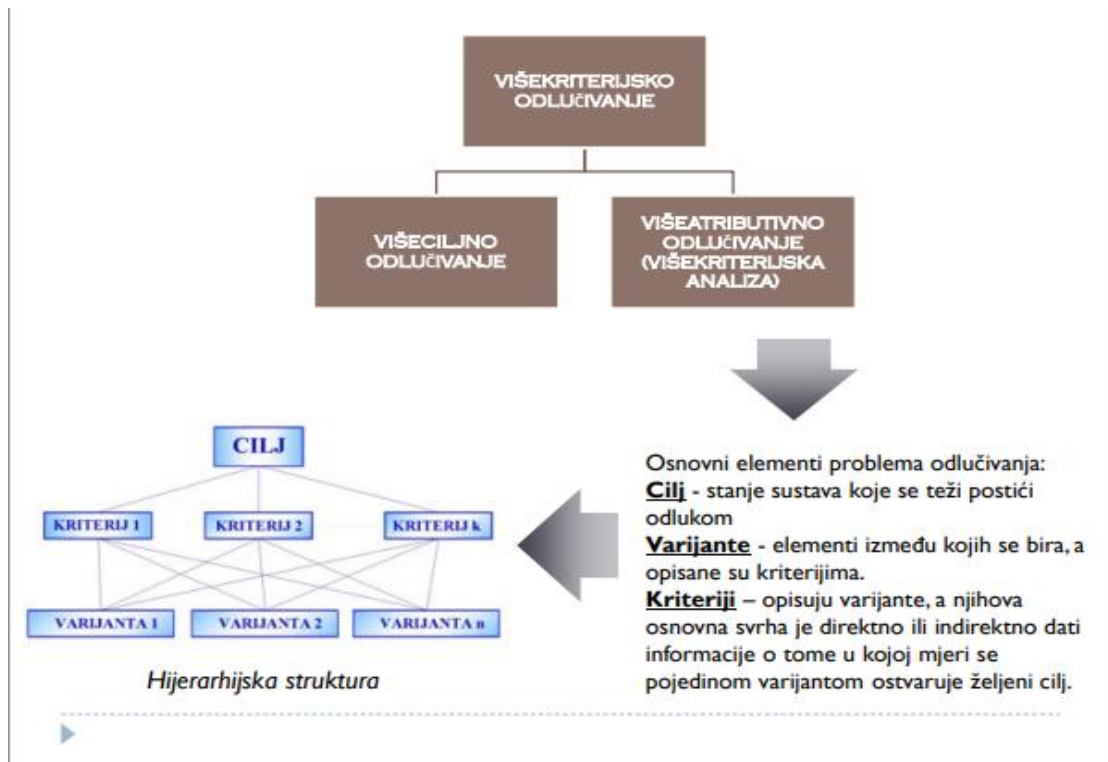 VIŠEKRITERIJSKO
ODLUčIVANJE
VIŠECILJNO
ODLUčIVANJE
VIŠEATRIBUTIVNO
ODLUčIVANJE
(VIŠEKRITERIJSKA
ANALIZA)
CILJ
KRITERIJ 1
KRITERIJ 2
KRITERIJ k
VARIJANTA 1
VARIJANTA 2
VARIJANTA n
Hijerarhijska struktura
Osnovni elementi problema odlučivanja:
Cilj - stanje sustava koje se teži postići
odlukom
Varijante - elementi između kojih se bira, a
opisane su kriterijima.
Kriteriji – opisuju varijante, a njihova
osnovna svrha je direktno ili indirektno dati
informacije o tome u kojoj mjeri se
pojedinom varijantom ostvaruje željeni cilj.